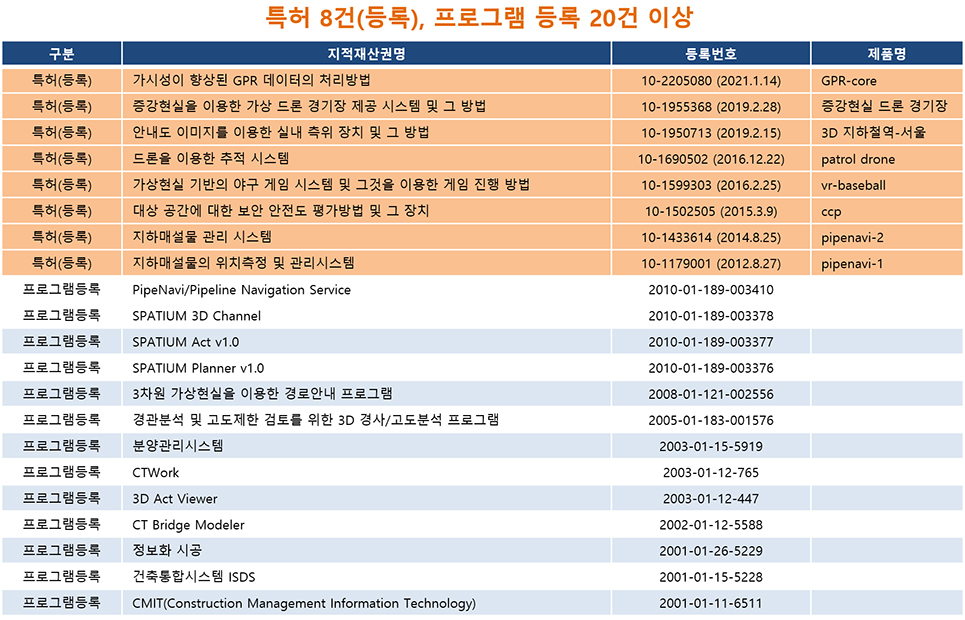 특허 8건(등록), 프로그램 등록 20건 이상
구분 지적재산권명 등록번호 제품명
특허(등록) 가시성이 향상된 GPR 데이터의 처리방법 10-2205080 (2021.1.14) GPR-core
특허(등록) 증강현실을 이용한 가상 드론 경기장 제공 시스템 및 그 방법 10-1955368 (2019.2.28) 증강현실 드론 경기장
특허(등록) 안내도 이미지를 이용한 실내 측위 장치 및 그 방법 10-1950713 (2019.2.15) 3D 지하철역-서울
특허(등록) 드론을 이용한 추적 시스템 10-1690502 (2016.12.22) patrol drone
특허(등록) 가상현실 기반의 야구 게임 시스템 및 그것을 이용한 게임 진행 방법 10-1599303 (2016.2.25) vr-baseball
특허(등록) 대상 공간에 대한 보안 안전도 평가방법 및 그 장치 10-1502505 (2015.3.9) ccp
특허(등록) 지하매설물 관리 시스템 10-1433614 (2014.8.25) pipenavi-2
특허(등록) 지하매설물의 위치측정 및 관리시스템 10-1179001 (2012.8.27) pipenavi-1
프로그램등록 PipeNavi/Pipeline Navigation Service 2010-01-189-003410
프로그램등록 SPATIUM 3D Channel 2010-01-189-003378
프로그램등록 SPATIUM Act v1.0 2010-01-189-003377
프로그램등록 SPATIUM Planner v1.0 2010-01-189-003376
프로그램등록 3차원 가상현실을 이용한 경로안내 프로그램 2008-01-121-002556
프로그램등록 경관분석 및 고도제한 검토를 위한 3D 경사/고도분석 프로그램 2005-01-183-001576
프로그램등록 분양관리시스템 2003-01-15-5919
프로그램등록 CTWork 2003-01-12-765
프로그램등록 3D Act Viewer 2003-01-12-447
프로그램등록 CT Bridge Modeler 2002-01-12-5588
프로그램등록 정보화 시공 2001-01-26-5229
프로그램등록 건축통합시스템 ISDS 2001-01-15-5228
프로그램등록 CMIT(Construction Management Information Technology) 2001-01-11-6511